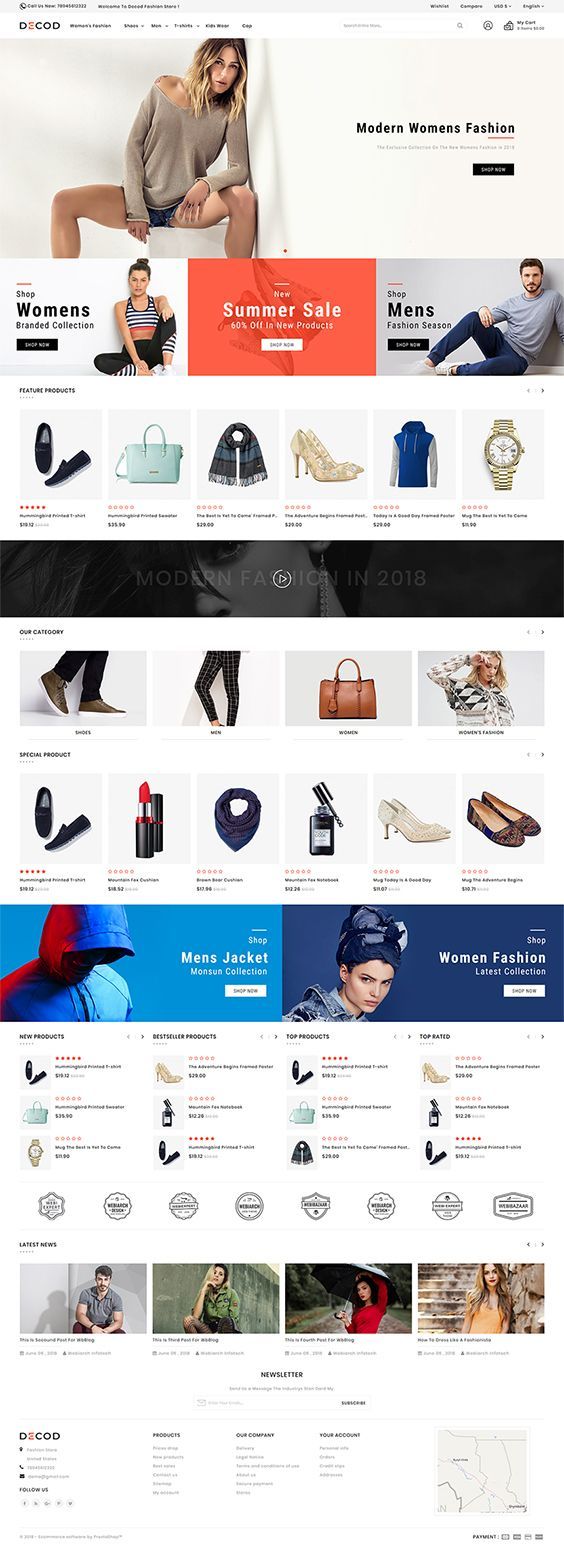 Call Us Now: 78945612322
Welcome To Decod Fashion Store !
Wishlist
Compare
USD $
English
DECOD
Women's Fashion
Shoes
Men
T-shirts
Kids Wear
Cap
Search Entire Store...
My Cart
0 Items $0.00
Modern Womens Fashion
The Exclusive Collection On The New Womens Fashion In 2018
SHOP NOW
Shop
Womens
Branded Collection
SHOP NOW
New
Summer Sale
60% Off In New Products
SHOP NOW
Shop
Mens
Fashion Season
SHOP NOW
FEATURE PRODUCTS
Hummingbird Printed T-shirt
$19.12 $23.90
Hummingbird Printed Sweater
$35.90
The Best Is Yet To Come' Framed P...
$29.00
The Adventure Begins Framed Post...
$29.00
Today Is A Good Day Framed Poster
$29.00
Mug The Best Is Yet To Come
$11.90
MODERN FASHION IN 2018
OUR CATEGORY
SHOES
MEN
WOMEN
WOMEN'S FASHION
SPECIAL PRODUCT
Hummingbird Printed T-shirt
$19.12 $23.90
Mountain Fox Cushion
$18.52
Brown Bear Cushion
$17.96
Mountain Fox Notebook
$12.26
Mug Today Is A Good Day
$11.07
Mug The Adventure Begins
$10.71
Shop
Mens Jacket
Monsun Collection
SHOP NOW
Shop
Women Fashion
Latest Collection
SHOP NOW
NEW PRODUCTS
Hummingbird Printed T-shirt
$19.12 $23.90
Hummingbird Printed Sweater
$35.90
Mug The Best Is Yet To Come
$11.90
BESTSELLER PRODUCTS
The Adventure Begins Framed Poster
$29.00
Mountain Fox Notebook
$12.26
Hummingbird Printed T-shirt
$19.12 $23.90
TOP PRODUCTS
Hummingbird Printed T-shirt
$19.12 $23.90
Hummingbird Printed Sweater
$35.90
The Best Is Yet To Come' Framed Post...
$29.00
TOP RATED
The Adventure Begins Framed Poster
$29.00
Mountain Fox Notebook
$12.26
Hummingbird Printed T-shirt
$19.12 $23.90
WEBI EXPERT
WEBIARCH
DESIGN
WEBIEXPERT
WEBIARCH
WEBIBAZAAR
WEBIARCH
DESIGN
WEBI EXPERT
WEBIBAZAAR
LATEST NEWS
This Is Secound Post For WbBlog
June 06 , 2018
Webiarch Infotech
This Is Third Post For WbBlog
June 06 , 2018
Webiarch Infotech
This Is Fourth Post For WbBlog
June 06 , 2018
Webiarch Infotech
How To Dress Like A Fashionista
June 06 , 2018
Webiarch Infotech
NEWSLETTER
Send Us a Message The Industrys Stan Dard My.
Enter Your Email...
SUBSCRIBE
DECOD
Fashion Store
United States
78945612322
demo@gmail.com
FOLLOW US
PRODUCTS
Prices drop
New products
Best sales
Contact us
Sitemap
My account
OUR COMPANY
Delivery
Legal Notice
Terms and conditions of use
About us
Secure payment
Stores
YOUR ACCOUNT
Personal info
Orders
Credit slips
Addresses
© 2018 - Ecommerce software by PrestaShop™
PAYMENT :